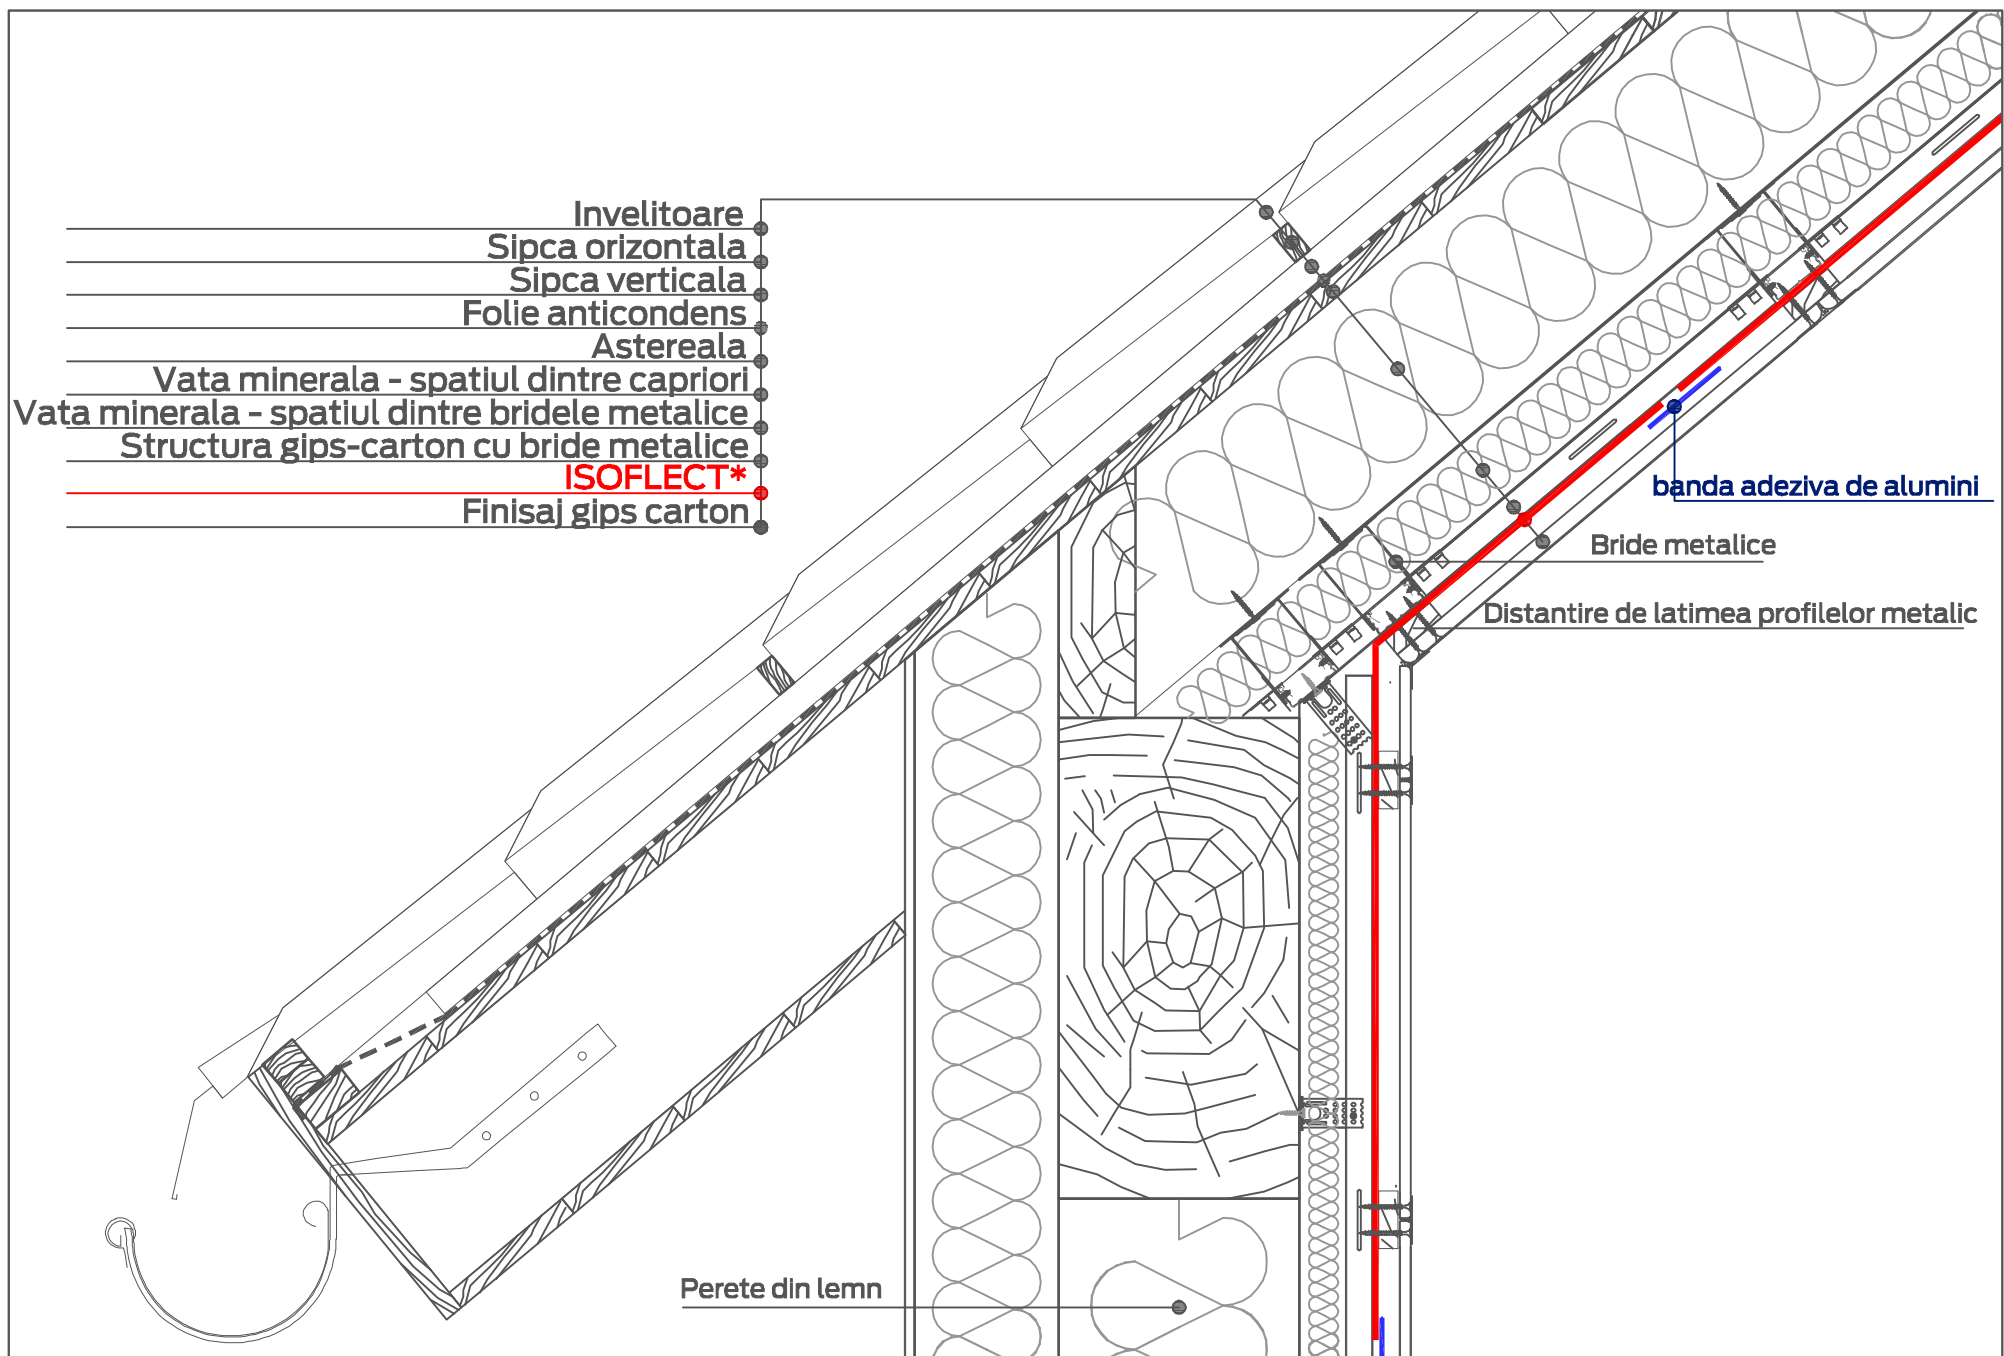 Invelitoare
Sipca orizontala
Sipca verticala
Folie anticondens
Astereala
Vata minerala - spatiul dintre capriori
Vata minerala - spatiul dintre bridele metalice
Structura gips-carton cu bride metalice
ISOFLECT*
Finisaj gips carton
banda adeziva de alumini
Bride metalice
Distantire de latimea profilelor metalic
Perete din lemn